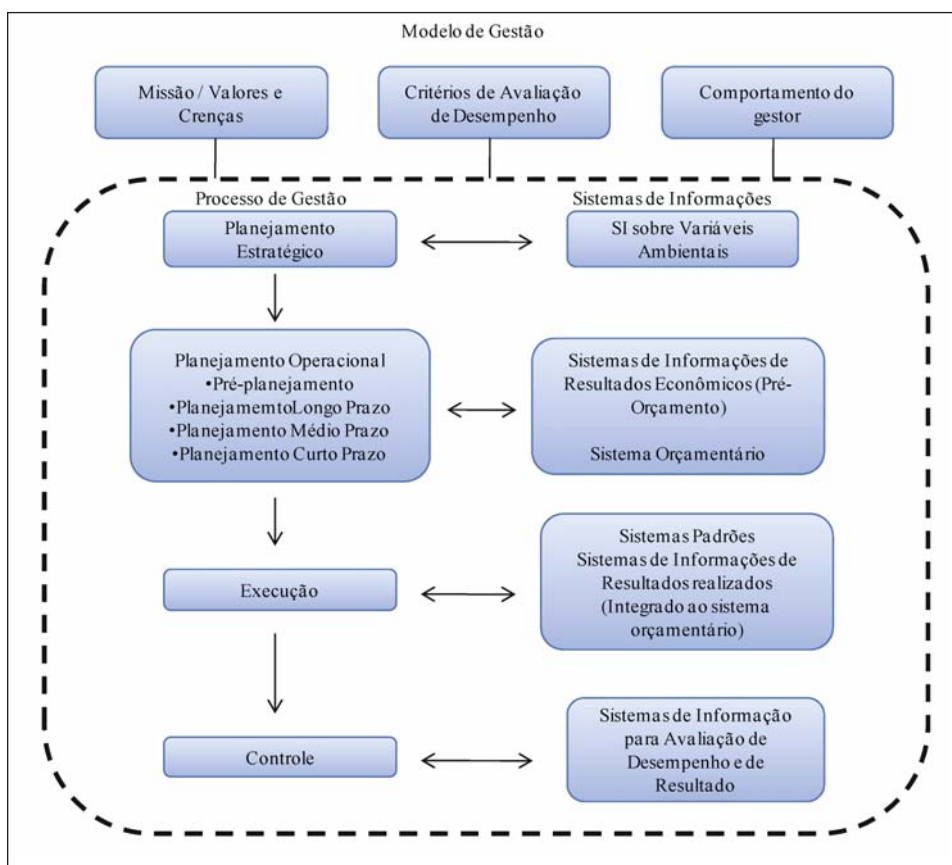 Modelo de Gestão
Missão / Valores e
Crenças
Critérios de Avaliação
de Desempenho
Comportamento do
gestor
Processo de Gestão
Sistemas de Informações
Planejamento
Estratégico
SI sobre Variáveis
Ambientais
Planejamento Operacional
•Pré-planejamento
•PlanejamemtoLongo Prazo
•Planejamento Médio Prazo
•Planejamento Curto Prazo
Sistemas de Informações de
Resultados Econômicos (Pré-
Orçamento)
Sistema Orçamentário
Execução
Sistemas Padrões
Sistemas de Informações de
Resultados realizados
(Integrado ao sistema
orçamentário)
Controle
Sistemas de Informação
para Avaliação de
Desempenho e de
Resultado